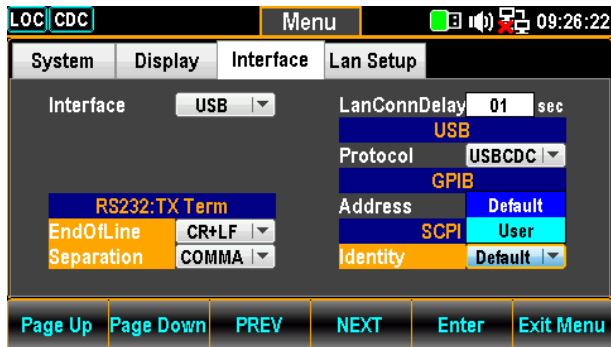 LOC CDC Menu 09:26:22
System Display Interface Lan Setup
Interface USB
LanConnDelay 01 sec
USB
Protocol USBCDC
GPIB
RS232:TX Term
Address Default
EndOfLine CR+LF
SCPI User
Separation COMMA
Identity Default
Page Up Page Down PREV NEXT Enter Exit Menu